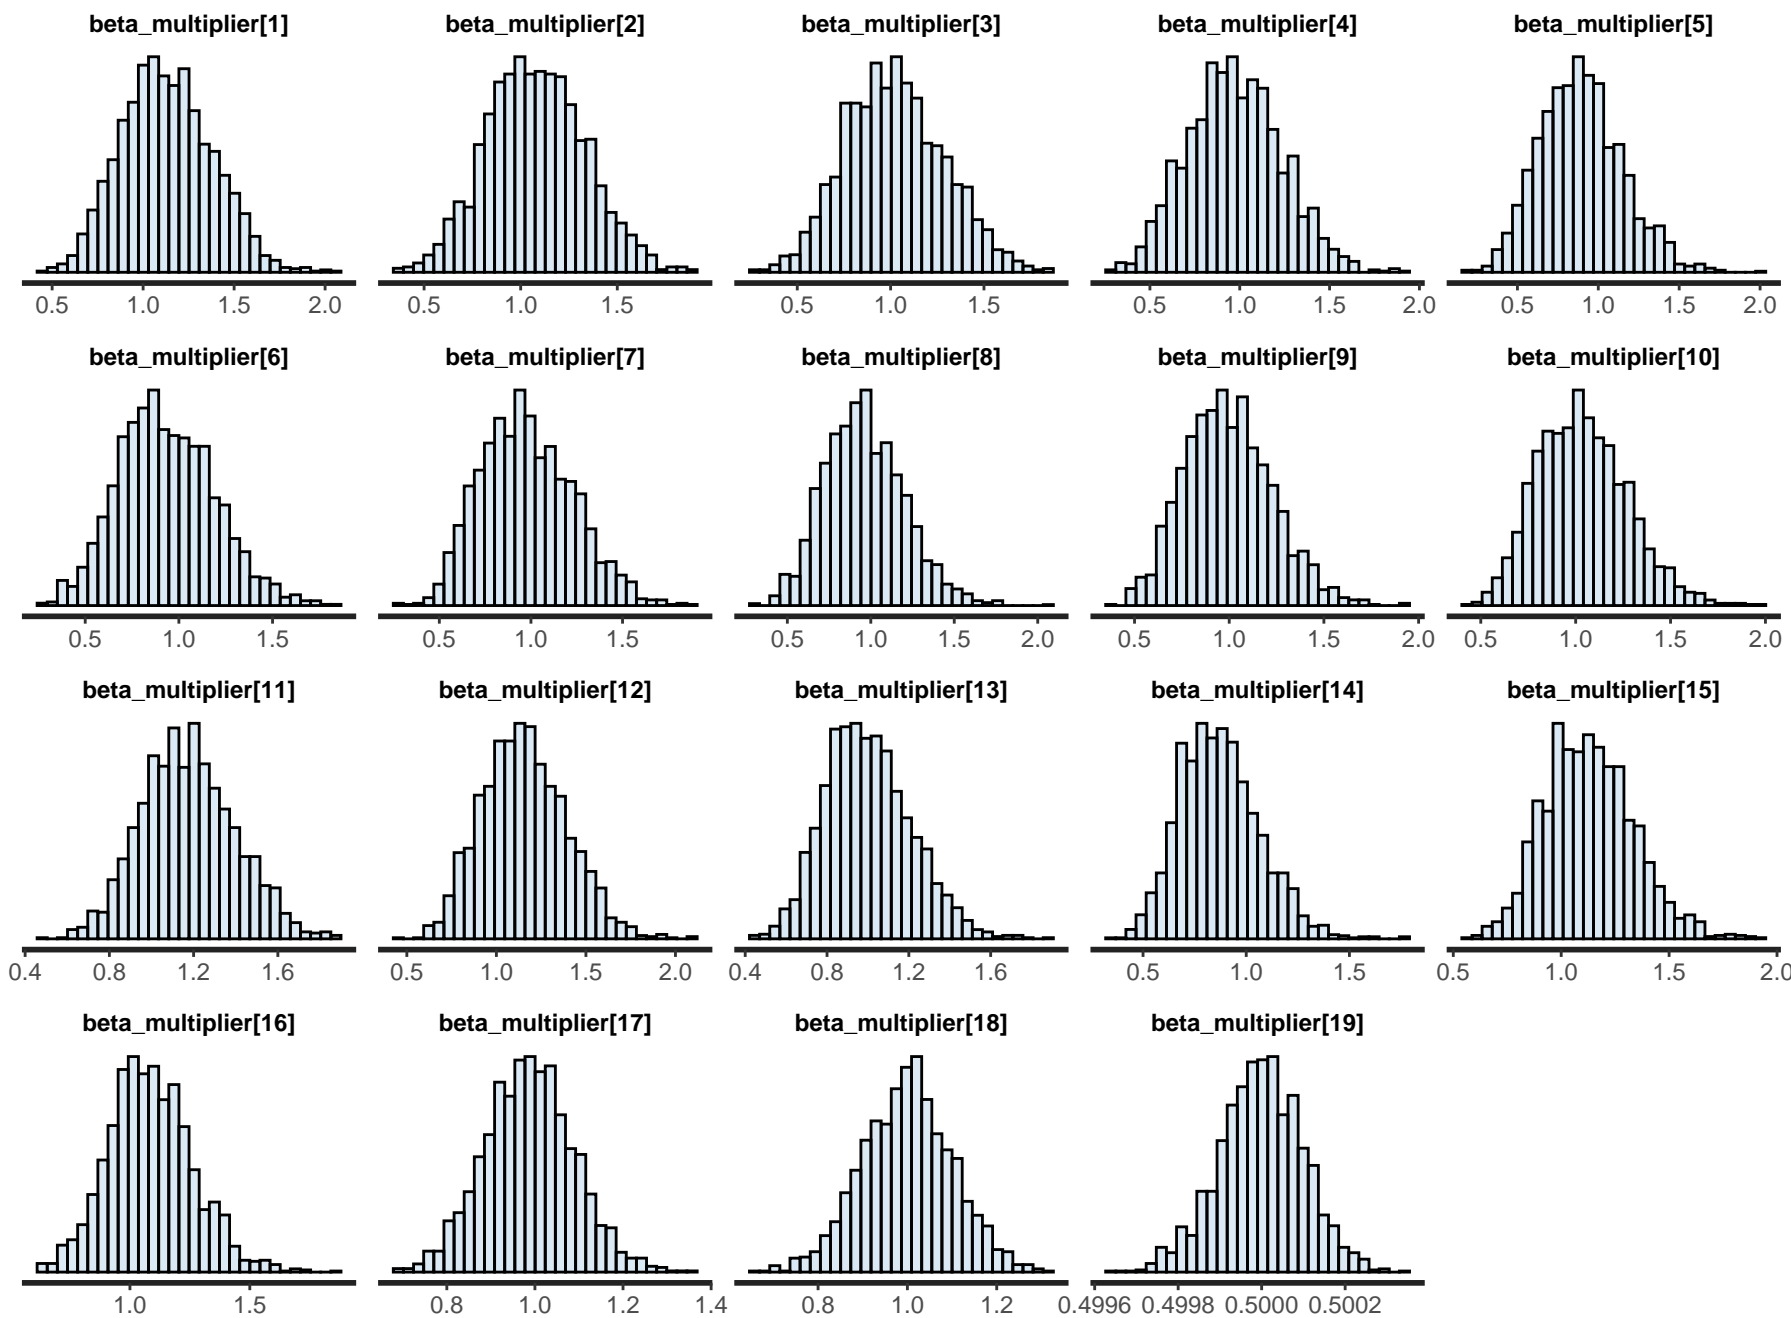 beta_multiplier[1] beta_multiplier[2] beta_multiplier[3] beta_multiplier[4] beta_multiplier[5]
0.5 1.0 1.5 2.0 0.5 1.0 1.5 0.5 1.0 1.5 0.5 1.0 1.5 2.0 0.5 1.0 1.5 2.0
beta_multiplier[6] beta_multiplier[7] beta_multiplier[8] beta_multiplier[9] beta_multiplier[10]
0.5 1.0 1.5 0.5 1.0 1.5 0.5 1.0 1.5 2.0 0.5 1.0 1.5 2.0 0.5 1.0 1.5 2.0
beta_multiplier[11] beta_multiplier[12] beta_multiplier[13] beta_multiplier[14] beta_multiplier[15]
0.4 0.8 1.2 1.6 0.5 1.0 1.5 2.0 0.4 0.8 1.2 1.6 0.5 1.0 1.5 0.5 1.0 1.5 2.0
beta_multiplier[16] beta_multiplier[17] beta_multiplier[18] beta_multiplier[19]
1.0 1.5 0.8 1.0 1.2 1.4 0.8 1.0 1.2 0.4996 0.4998 0.5000 0.5002